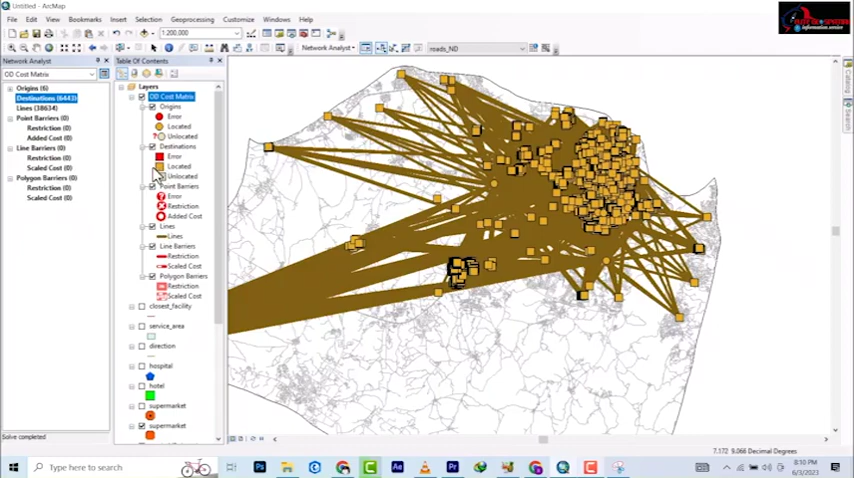 Untitled - ArcMap
File Edit View Bookmarks Insert Selection Geoprocessing Customize Windows Help
1:200,000
Network Analyst roads_ND
Network Analyst
OD Cost Matrix
Origins (6)
Destinations (6443)
Lines (38634)
Point Barriers (0)
Restriction (0)
Added Cost (0)
Line Barriers (0)
Restriction (0)
Scaled Cost (0)
Polygon Barriers (0)
Restriction (0)
Scaled Cost (0)
Solve completed
Table Of Contents
Layers
OD Cost Matrix
Origins
Error
Located
Unlocated
Destinations
Error
Located
Unlocated
Point Barriers
Error
Restriction
Added Cost
Lines
Lines
Line Barriers
Restriction
Scaled Cost
Polygon Barriers
Restriction
Scaled Cost
closest_facility
service_area
direction
hospital
hotel
supermarket
supermarket
Catalog
Search
information service
7.172 9.066 Decimal Degrees
Type here to search
8:10 PM
6/3/2023